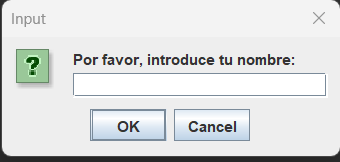 Input
?
Por favor, introduce tu nombre:
OK
Cancel